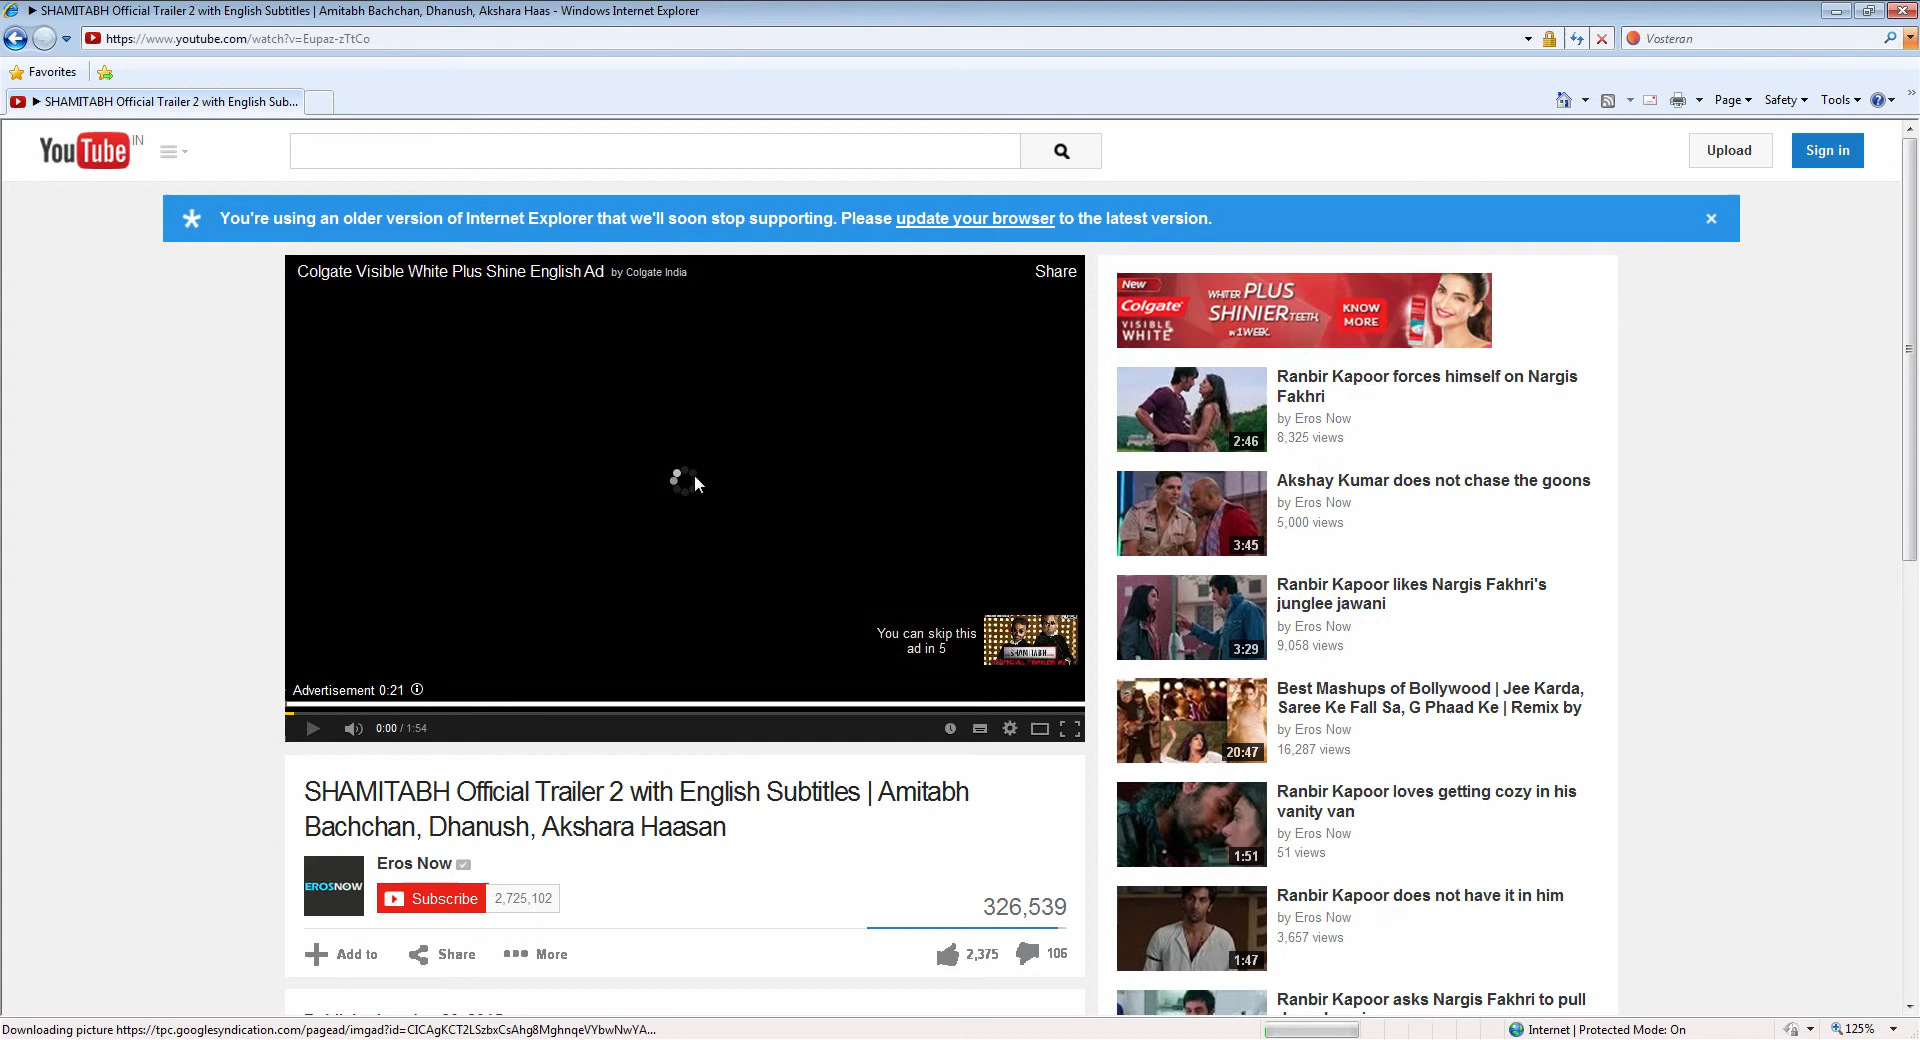 ► SHAMITABH Official Trailer 2 with English Subtitles | Amitabh Bachchan, Dhanush, Akshara Haas - Windows Internet Explorer
https://www.youtube.com/watch?v=Eupaz-zTtCo
Vosteran
Favorites
► SHAMITABH Official Trailer 2 with English Sub...
Page
Safety
Tools
YouTube IN
Upload
Sign in
You're using an older version of Internet Explorer that we'll soon stop supporting. Please update your browser to the latest version.
Colgate Visible White Plus Shine English Ad by Colgate India
Share
You can skip this
ad in 5
SHAMITABH
Advertisement 0:21
0:00 / 1:54
SHAMITABH Official Trailer 2 with English Subtitles | Amitabh
Bachchan, Dhanush, Akshara Haasan
EROSNOW
Eros Now
Subscribe 2,725,102
326,539
Add to
Share
More
2,375
106
New
Colgate
VISIBLE
WHITE
WHITER PLUS
SHINIER TEETH
IN 1 WEEK.
KNOW
MORE
Ranbir Kapoor forces himself on Nargis
Fakhri
by Eros Now
8,325 views
2:46
Akshay Kumar does not chase the goons
by Eros Now
5,000 views
3:45
Ranbir Kapoor likes Nargis Fakhri's
junglee jawani
by Eros Now
9,058 views
3:29
Best Mashups of Bollywood | Jee Karda,
Saree Ke Fall Sa, G Phaad Ke | Remix by
by Eros Now
16,287 views
20:47
Ranbir Kapoor loves getting cozy in his
vanity van
by Eros Now
51 views
1:51
Ranbir Kapoor does not have it in him
by Eros Now
3,657 views
1:47
Ranbir Kapoor asks Nargis Fakhri to pull
Downloading picture https://tpc.googlesyndication.com/pagead/imgad?id=CICAgKCT2LSzbxCsAhg8MghnqeVYbwNwYA...
Internet | Protected Mode: On
125%